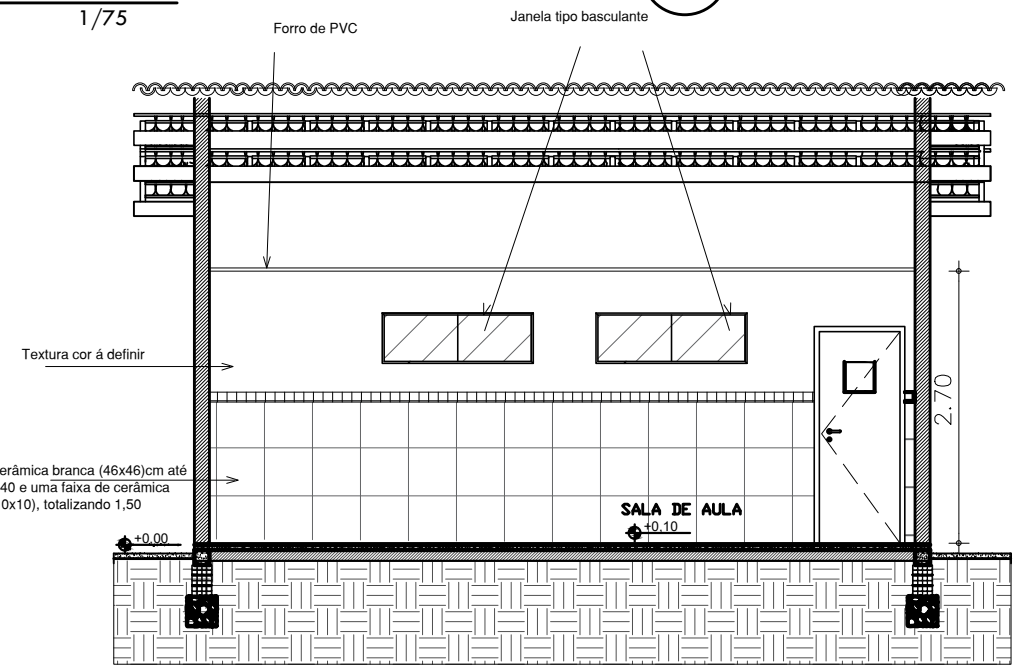 1/75
Forro de PVC
Janela tipo basculante
Textura cor á definir
erâmica branca (46x46)cm até
40 e uma faixa de cerâmica
0x10), totalizando 1,50
+0,00
SALA DE AULA
+0,10
2.70